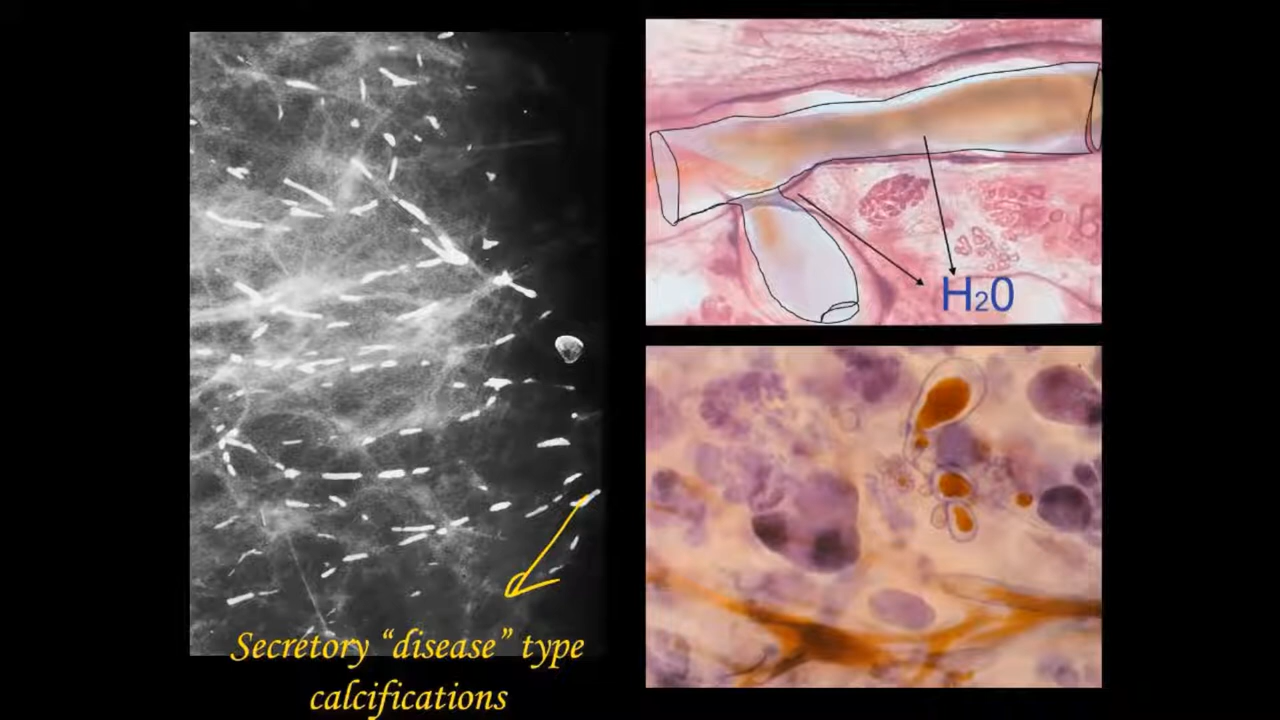 H₂0
Secretory “disease” type
calcifications